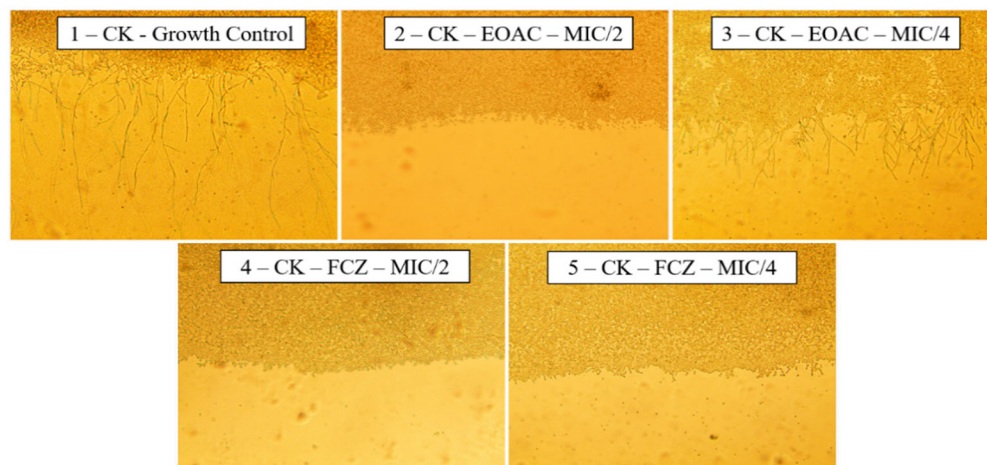 1 – CK - Growth Control
2 – CK – EOAC – MIC/2
3 – CK – EOAC – MIC/4
4 – CK – FCZ – MIC/2
5 – CK – FCZ – MIC/4